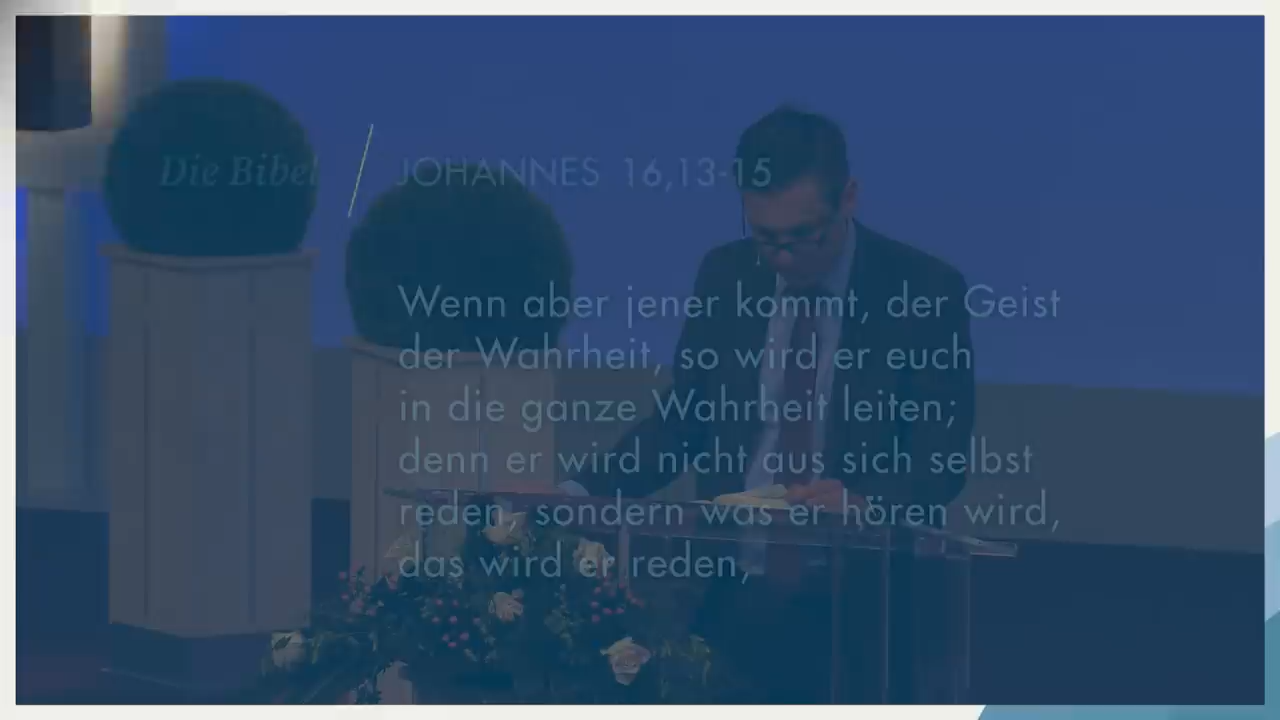 Die Bibel / JOHANNES 16,13-15
Wenn aber jener kommt, der Geist
der Wahrheit, so wird er euch
in die ganze Wahrheit leiten;
denn er wird nicht aus sich selbst
reden, sondern was er hören wird,
das wird er reden,